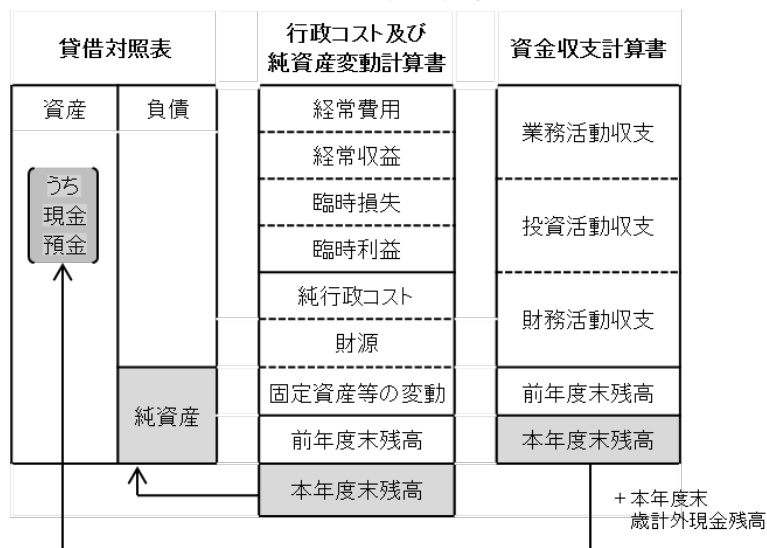 貸借対照表
行政コスト及び
純資産変動計算書
資金収支計算書
資産
負債
うち
現金
預金
純資産
経常費用
経常収益
臨時損失
臨時利益
純行政コスト
財源
固定資産等の変動
前年度末残高
本年度末残高
業務活動収支
投資活動収支
財務活動収支
前年度末残高
本年度末残高
+本年度末
歳計外現金残高